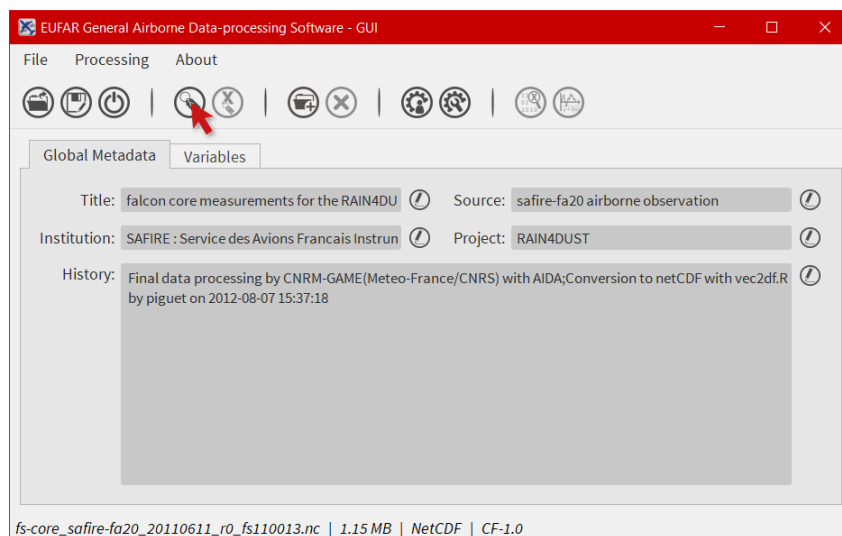 EUFAR General Airborne Data-processing Software - GUI
File Processing About
Global Metadata Variables
Title: falcon core measurements for the RAIN4DU Source: safire-fa20 airborne observation
Institution: SAFIRE : Service des Avions Francais Instrun Project: RAIN4DUST
History: Final data processing by CNRM-GAME(Meteo-France/CNRS) with AIDA;Conversion to netCDF with vec2df.R
by piguet on 2012-08-07 15:37:18
fs-core_safire-fa20_20110611_r0_fs110013.nc | 1.15 MB | NetCDF | CF-1.0